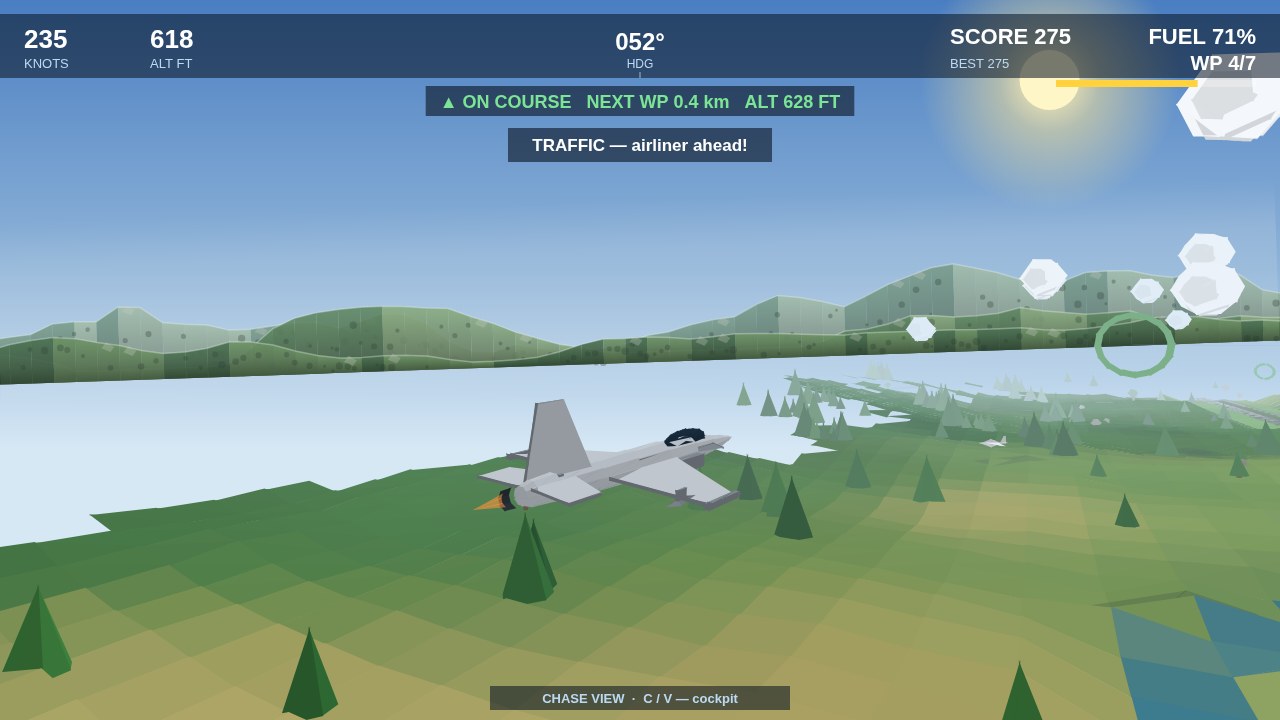 235
KNOTS
618
ALT FT
052°
HDG
SCORE 275
BEST 275
FUEL 71%
WP 4/7
▲ ON COURSE   NEXT WP 0.4 km   ALT 628 FT
TRAFFIC — airliner ahead!
CHASE VIEW · C / V — cockpit